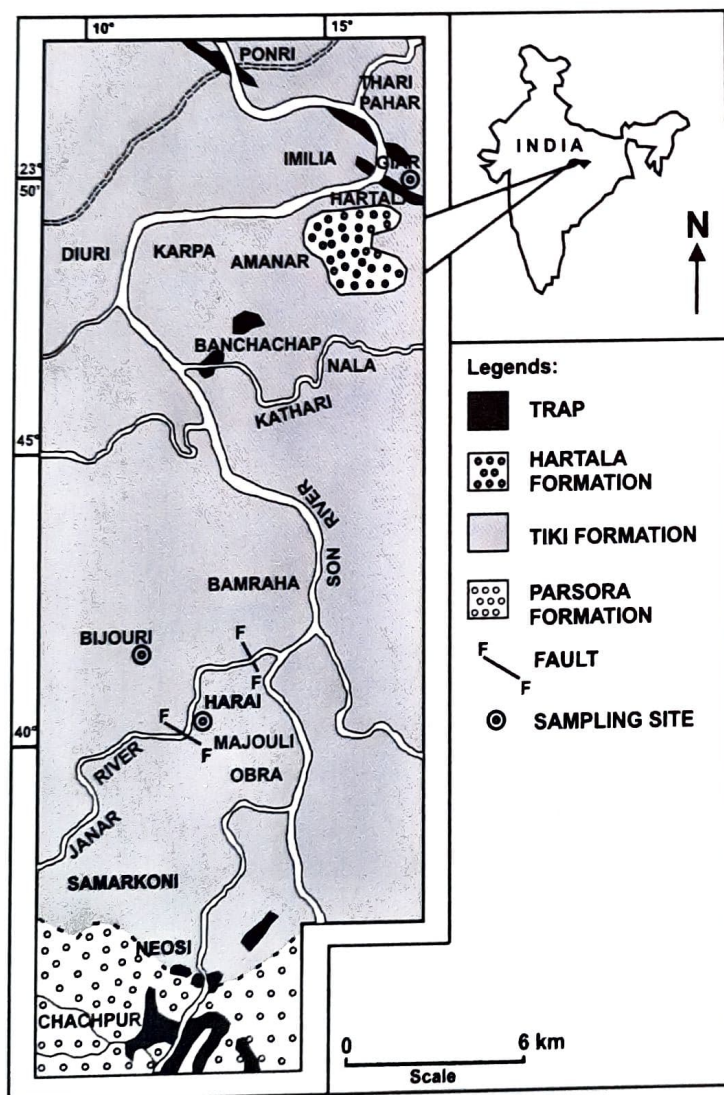 10° 15°
PONRI
THARI
PAHAR
IMILIA
GIAR
23°
50°
HARTALA
DIURI KARPA AMANAR
BANCHACHAP
NALA
KATHARI
45°
SON RIVER
BAMRAHA
BIJOURI
F
F
HARAI
F
F
MAJOULI
40°
OBRA
JANAR RIVER
SAMARKONI
NEOSI
CHACHPUR
INDIA
N
Legends:
TRAP
HARTALA
FORMATION
TIKI FORMATION
PARSORA
FORMATION
F
F
FAULT
SAMPLING SITE
0 6 km
Scale